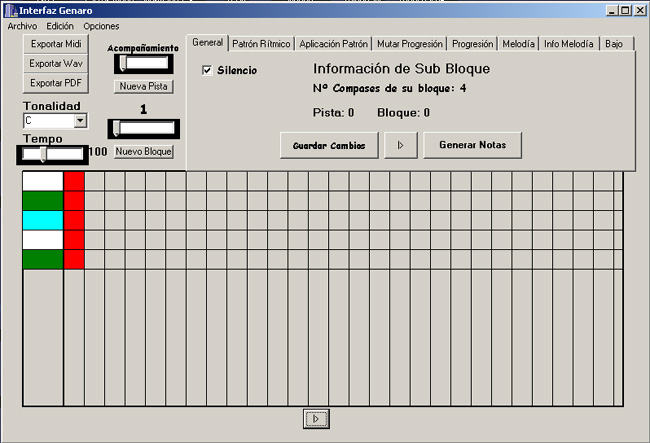 Interfaz Genaro
Archivo Edición Opciones
Exportar Midi
Exportar Wav
Exportar PDF
Tonalidad
C
Tempo
100
Acompañamiento
Nueva Pista
1
Nuevo Bloque
General Patrón Rítmico Aplicación Patrón Mutar Progresión Progresión Melodía Info Melodía Bajo
Silencio
Información de Sub Bloque
Nº Compases de su bloque: 4
Pista: 0 Bloque: 0
Guardar Cambios Generar Notas